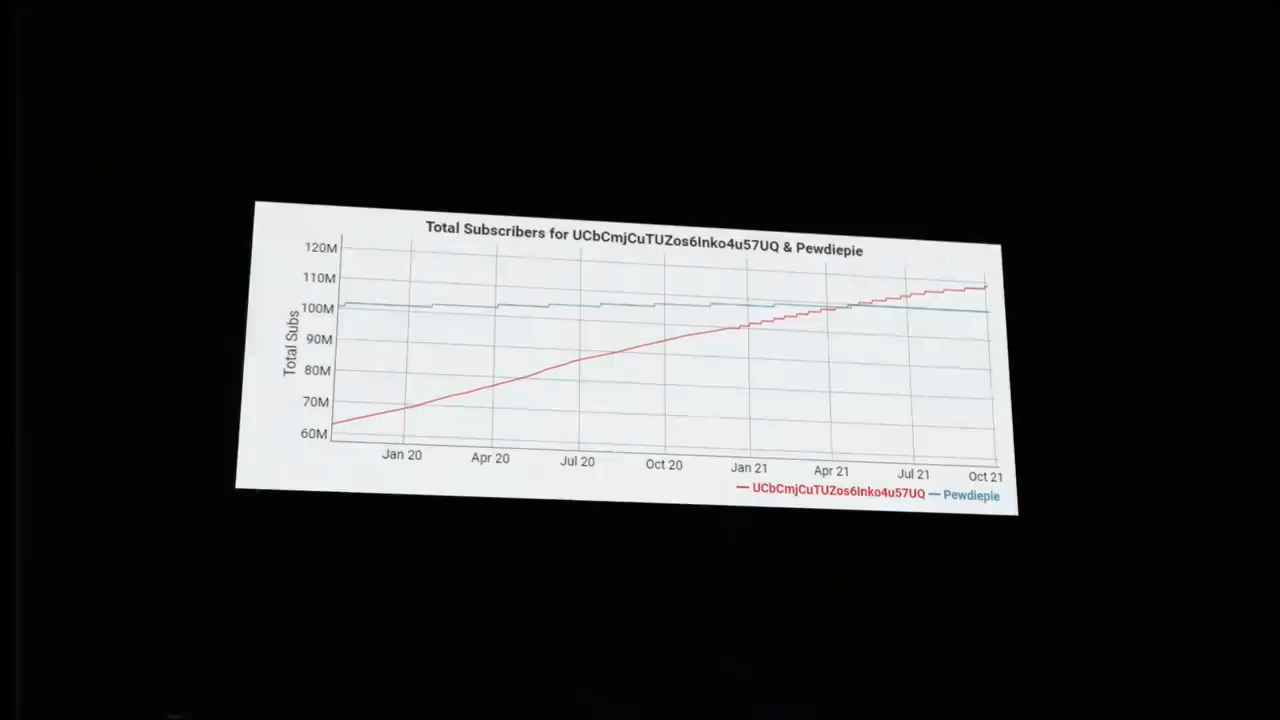 Total Subscribers for UCbCmjCuTUZos6Inko4u57UQ & Pewdiepie
120M
110M
100M
90M
80M
70M
60M
Total Subs
Jan 20 Apr 20 Jul 20 Oct 20 Jan 21 Apr 21 Jul 21 Oct 21
UCbCmjCuTUZos6Inko4u57UQ Pewdiepie